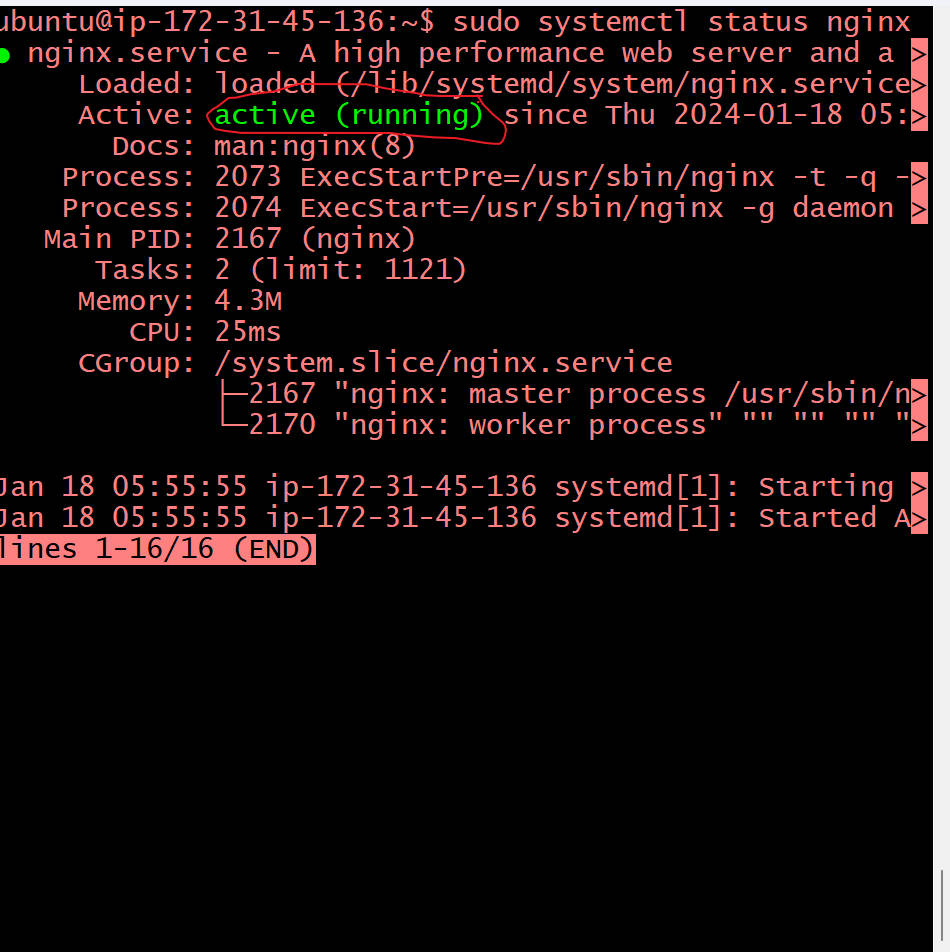 ubuntu@ip-172-31-45-136:~$ sudo systemctl status nginx
● nginx.service - A high performance web server and a >
Loaded: loaded (/lib/systemd/system/nginx.service>
Active: active (running) since Thu 2024-01-18 05:>
Docs: man:nginx(8)
Process: 2073 ExecStartPre=/usr/sbin/nginx -t -q ->
Process: 2074 ExecStart=/usr/sbin/nginx -g daemon >
Main PID: 2167 (nginx)
Tasks: 2 (limit: 1121)
Memory: 4.3M
CPU: 25ms
CGroup: /system.slice/nginx.service
├─2167 "nginx: master process /usr/sbin/n>
└─2170 "nginx: worker process" "" "" "" ">
Jan 18 05:55:55 ip-172-31-45-136 systemd[1]: Starting >
Jan 18 05:55:55 ip-172-31-45-136 systemd[1]: Started A>
lines 1-16/16 (END)